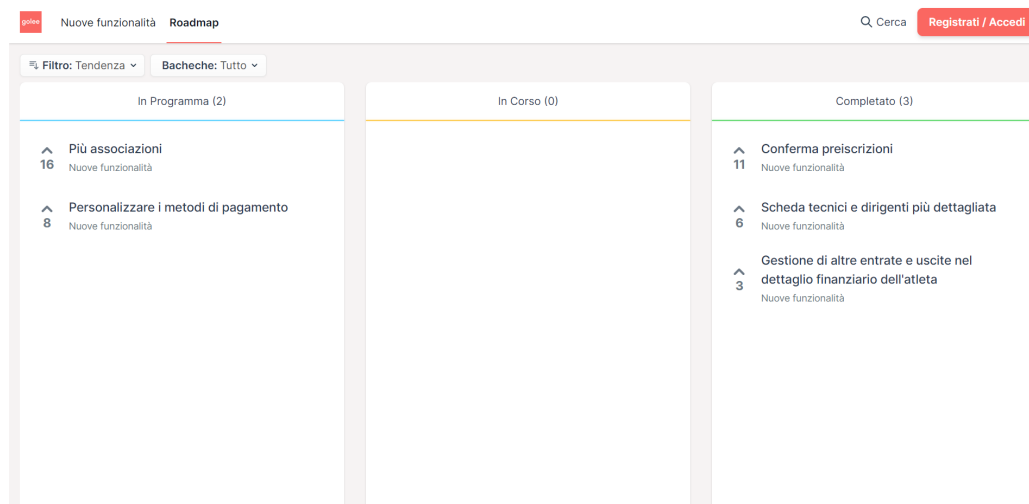 golee
Nuove funzionalità
Roadmap
Cerca
Registrati / Accedi
Filtro: Tendenza
Bacheche: Tutto
In Programma (2)
16
Più associazioni
Nuove funzionalità
8
Personalizzare i metodi di pagamento
Nuove funzionalità
In Corso (0)
Completato (3)
11
Conferma preiscrizioni
Nuove funzionalità
6
Scheda tecnici e dirigenti più dettagliata
Nuove funzionalità
3
Gestione di altre entrate e uscite nel
dettaglio finanziario dell'atleta
Nuove funzionalità